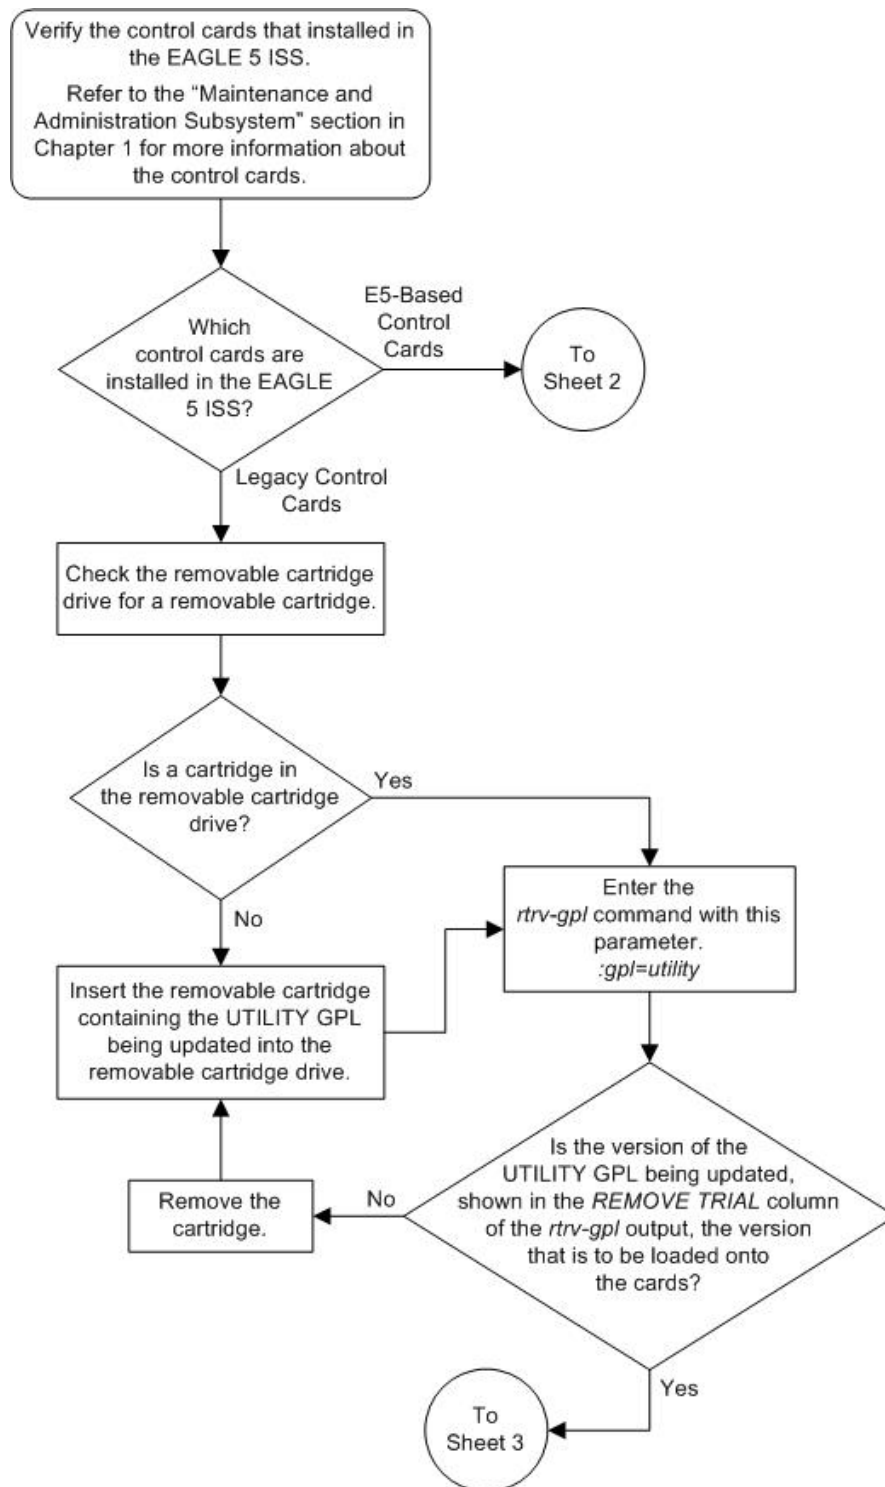 Verify the control cards that installed in
the EAGLE 5 ISS.
Refer to the “Maintenance and
Administration Subsystem" section in
Chapter 1 for more information about
the control cards.
Which
control cards are
installed in the EAGLE
5 ISS?
E5-Based
Control
Cards
To
Sheet 2
Legacy Control
Cards
Check the removable cartridge
drive for a removable cartridge.
Is a cartridge in
the removable cartridge
drive?
Yes
No
Enter the
rtrv-gpl command with this
parameter.
:gpl=utility
Insert the removable cartridge
containing the UTILITY GPL
being updated into the
removable cartridge drive.
Is the version of the
UTILITY GPL being updated,
shown in the REMOVE TRIAL column
of the rtrv-gpl output, the version
that is to be loaded onto
the cards?
No
Remove the
cartridge.
Yes
To
Sheet 3